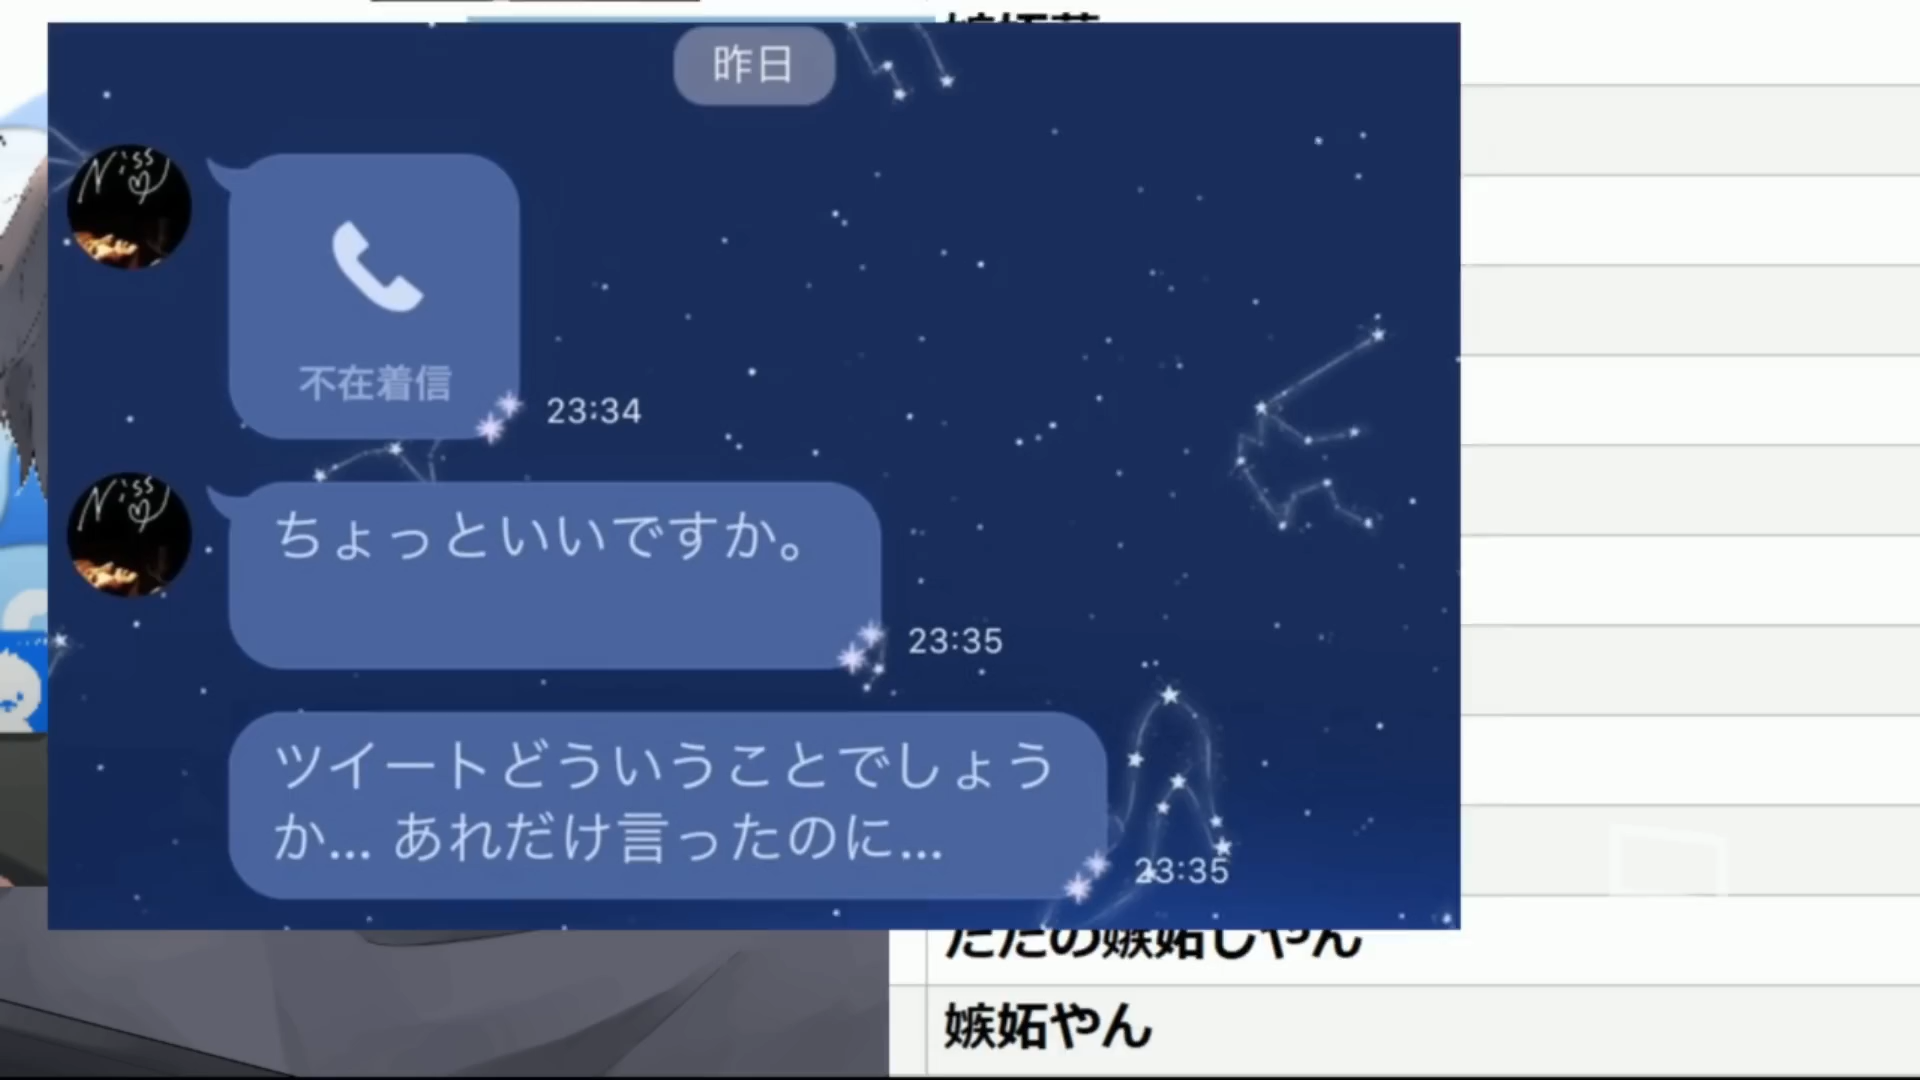 昨日
Niss
不在着信
23:34
Niss
ちょっといいですか。
23:35
ツイートどういうことでしょう
か... あれだけ言ったのに...
23:35
ただの嫉妬じゃん
嫉妬やん